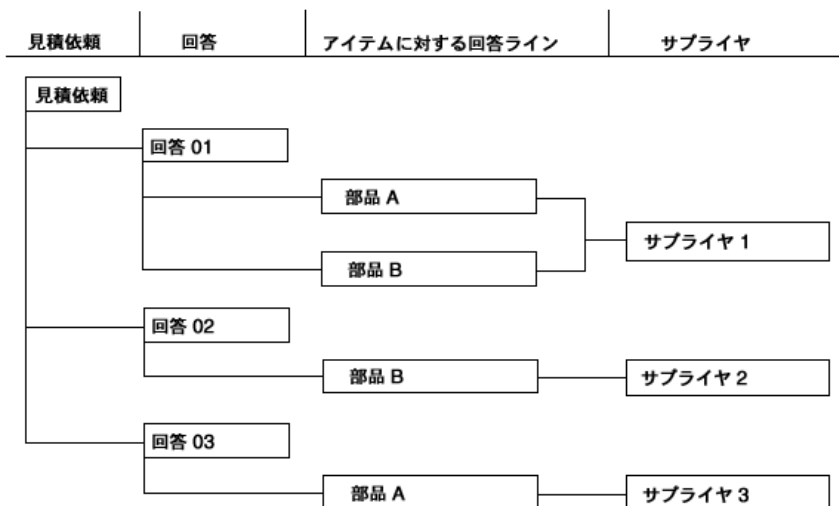 見積依頼 回答 アイテムに対する回答ライン サプライヤ
見積依頼
回答 01
部品 A
サプライヤ 1
部品 B
回答 02
部品 B サプライヤ 2
回答 03
部品 A サプライヤ 3